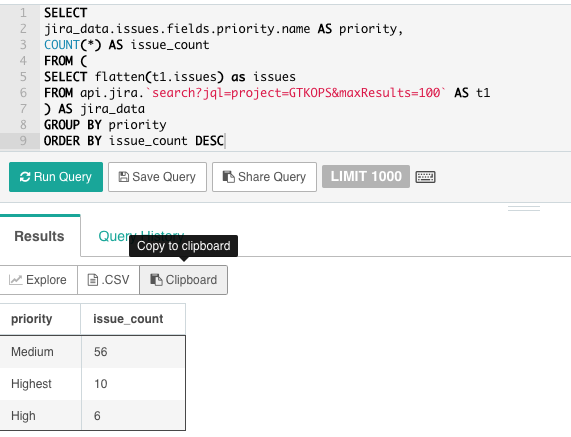 1 SELECT
2 jira_data.issues.fields.priority.name AS priority,
3 COUNT(*) AS issue_count
4 FROM (
5 SELECT flatten(t1.issues) as issues
6 FROM api.jira.`search?jql=project=GTKOPS&maxResults=100` AS t1
7 ) AS jira_data
8 GROUP BY priority
9 ORDER BY issue_count DESC
Run Query Save Query Share Query LIMIT 1000
Results Query History
Copy to clipboard
Explore .CSV Clipboard
priority issue_count
Medium 56
Highest 10
High 6